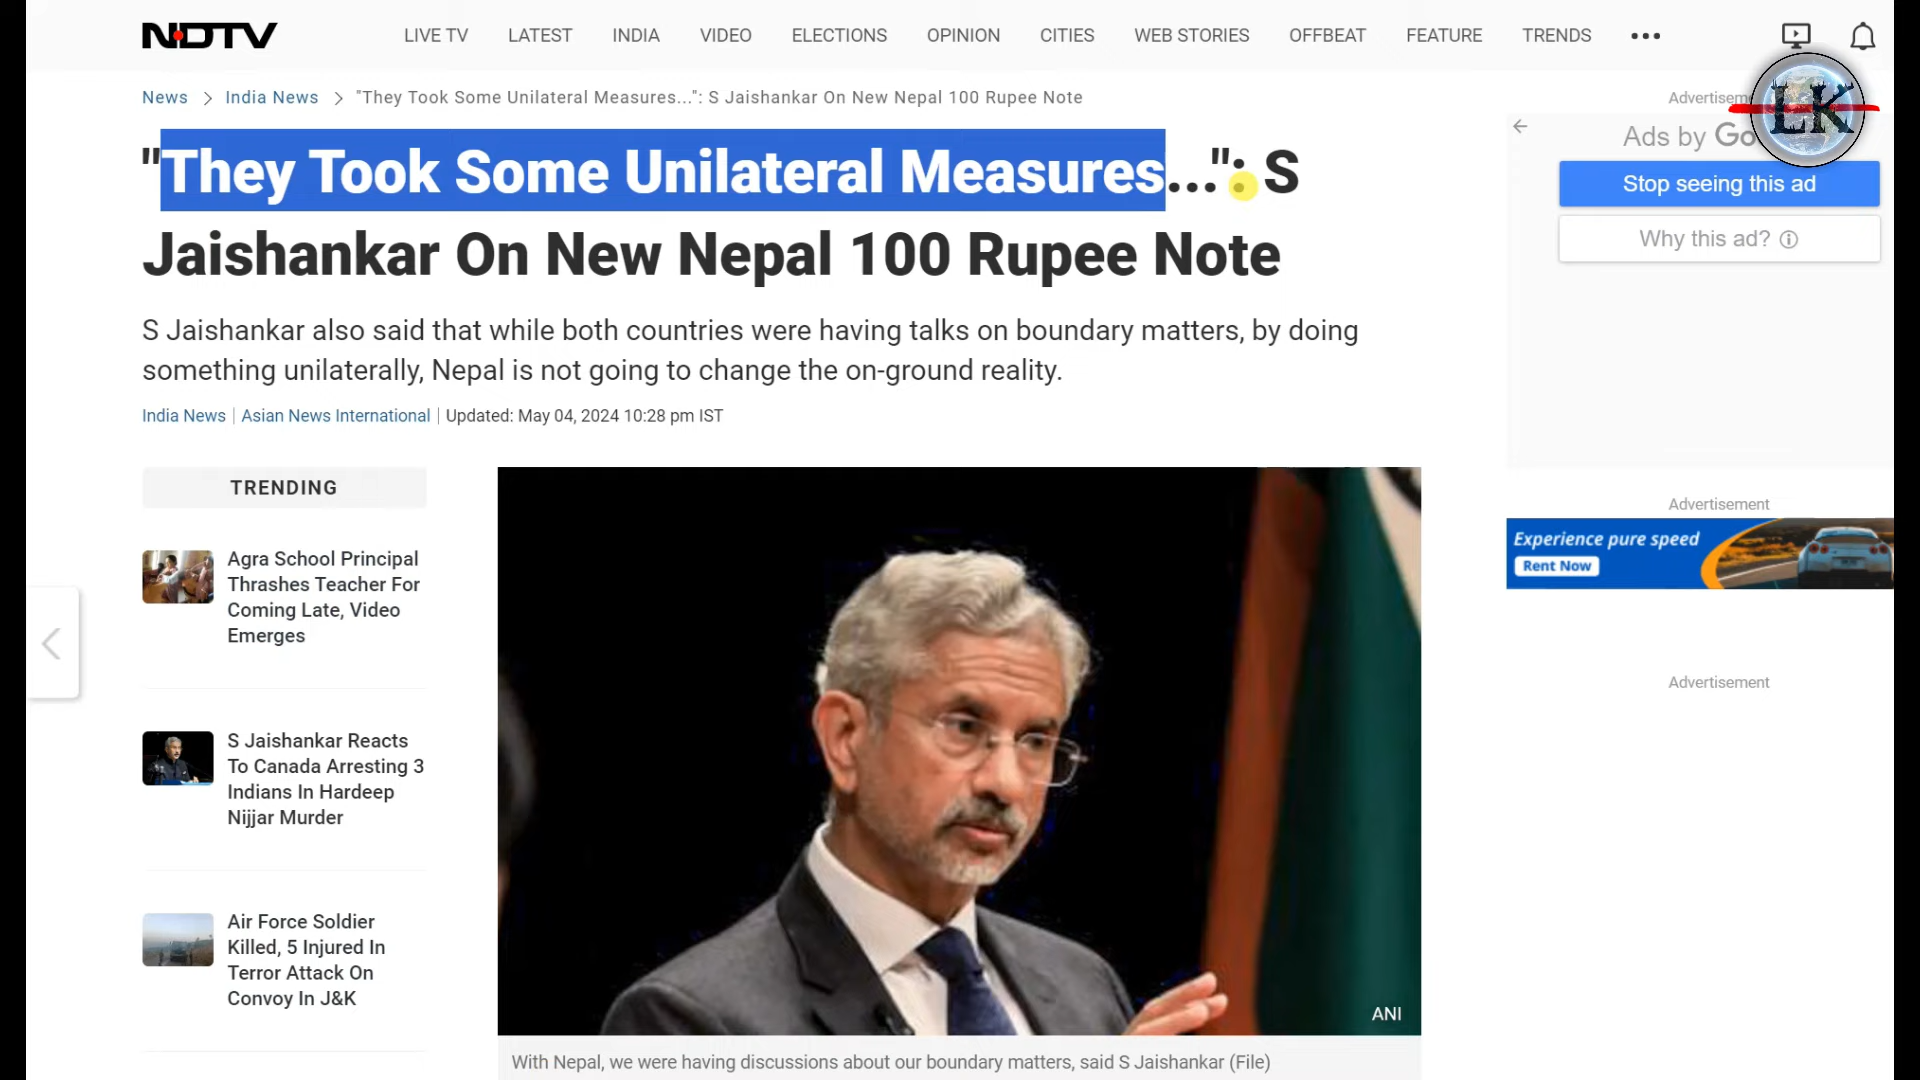 NDTV
LIVE TV LATEST INDIA VIDEO ELECTIONS OPINION CITIES WEB STORIES OFFBEAT FEATURE TRENDS
News > India News > "They Took Some Unilateral Measures...": S Jaishankar On New Nepal 100 Rupee Note
"They Took Some Unilateral Measures...": S
Jaishankar On New Nepal 100 Rupee Note
S Jaishankar also said that while both countries were having talks on boundary matters, by doing
something unilaterally, Nepal is not going to change the on-ground reality.
India News | Asian News International | Updated: May 04, 2024 10:28 pm IST
TRENDING
Agra School Principal
Thrashes Teacher For
Coming Late, Video
Emerges
S Jaishankar Reacts
To Canada Arresting 3
Indians In Hardeep
Nijjar Murder
Air Force Soldier
Killed, 5 Injured In
Terror Attack On
Convoy In J&K
ANI
With Nepal, we were having discussions about our boundary matters, said S Jaishankar (File)
LK
Ads by
Stop seeing this ad
Why this ad?
Advertisement
Experience pure speed
Rent Now
Advertisement